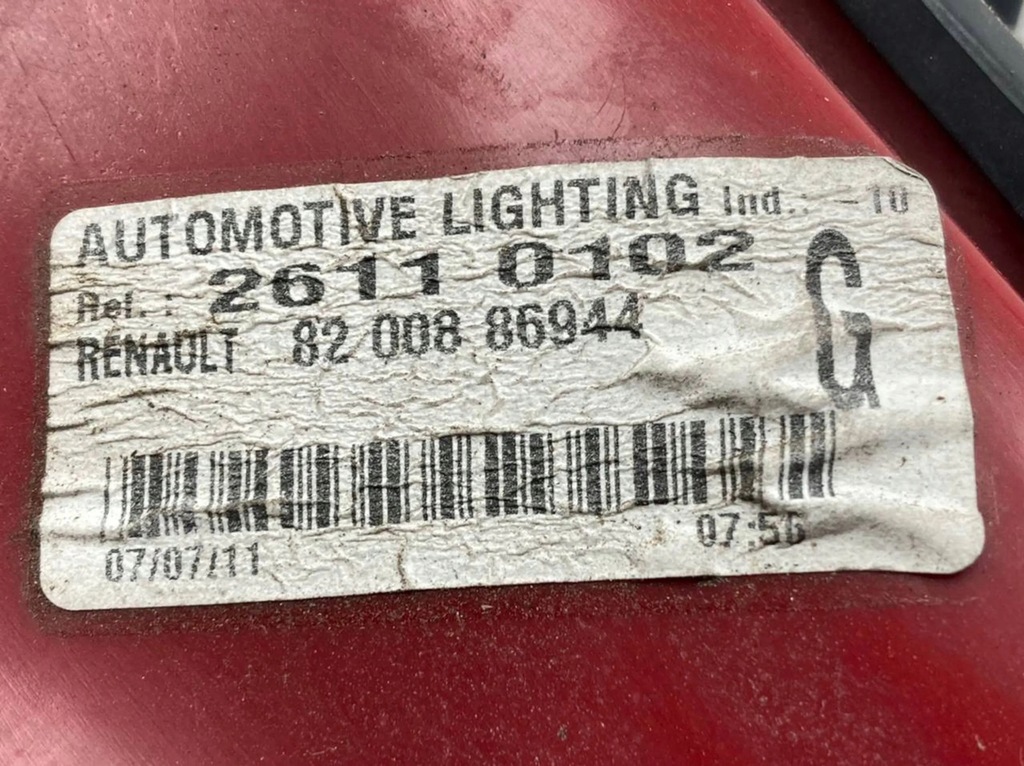 AUTOMOTIVE LIGHTING Ind.: -10
Ref.: 2611 0102
G
RENAULT 82 008 86944
07/07/11 07:56